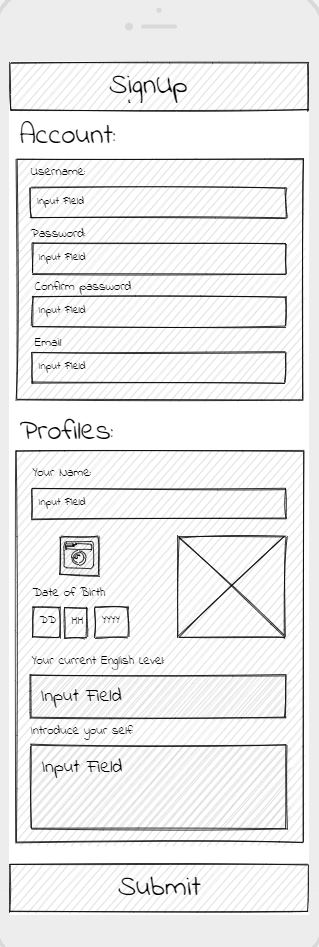 SignUp
Account:
Username:
Input Field
Password:
Input Field
Confirm password
Input Field
Email
Input Field
Profiles:
Your Name:
Input Field
Date of Birth
DD MM YYYY
Your current English Level:
Input Field
Introduce your self
Input Field
Submit